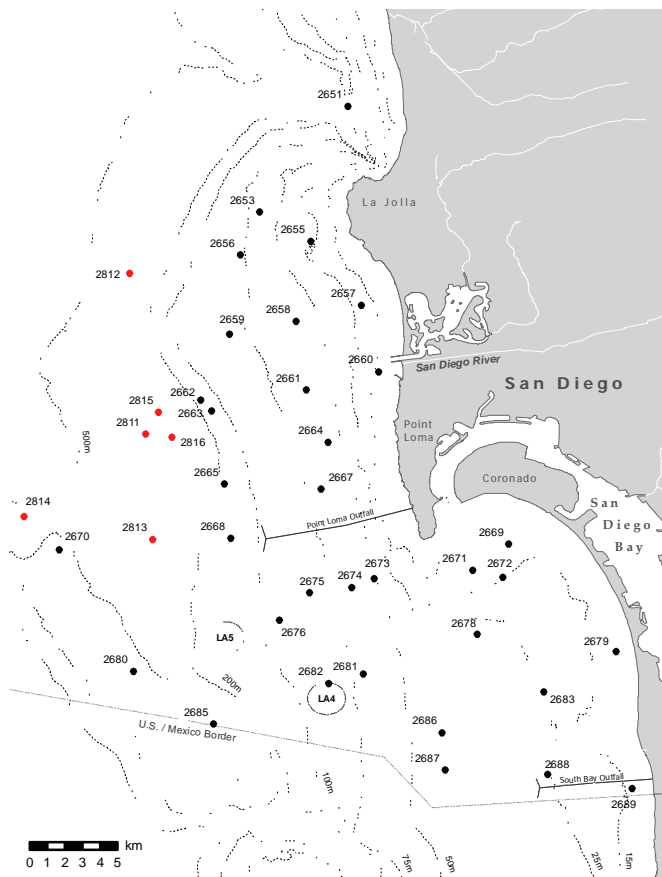 2651
La Jolla
2653
2655
2656
2812
2657
2658
2659
2660
San Diego River
2661
San Diego
2662
2815
2663
2811
2816
Point
Loma
2664
500m
2665
2667
Coronado
2814
San
Diego
Bay
Point Loma Outfall
2813
2668
2669
2670
2671
2672
2673
2674
2675
2676
LA5
2678
2679
2680
200m
2682
2681
LA4
2683
2685
U.S. / Mexico Border
2686
2687
2688
South Bay Outfall
2689
100m
75m
50m
25m
15m
km
0 1 2 3 4 5